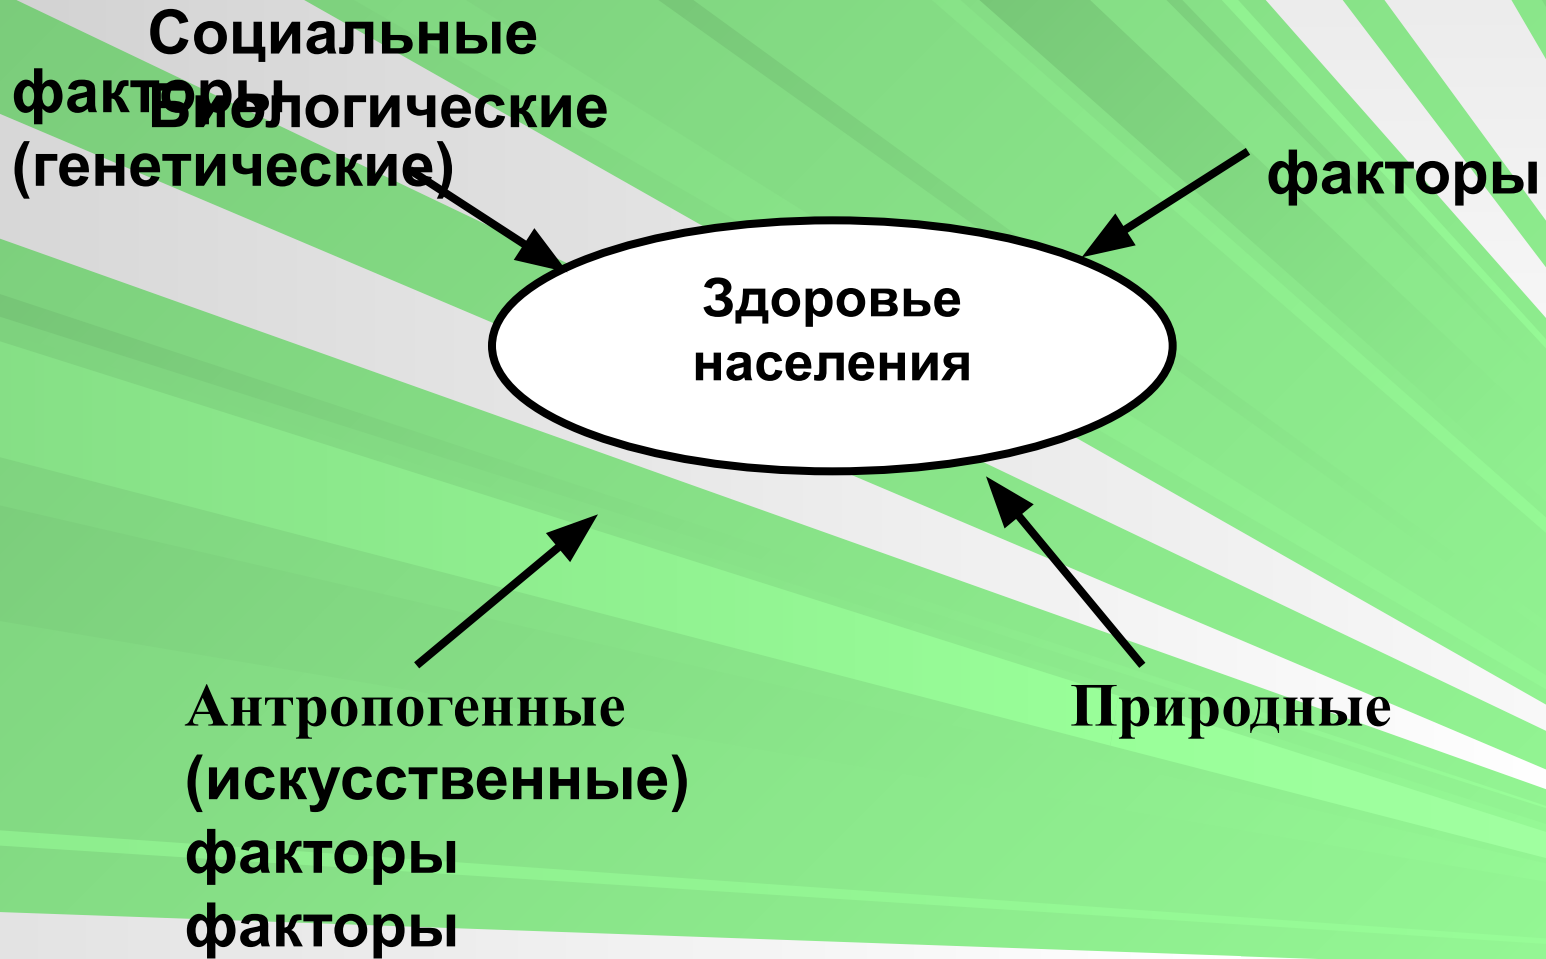 Социальные
факторы
Биологические
(генетические)
факторы
Здоровье
населения
Антропогенные
Природные
(искусственные)
факторы
факторы